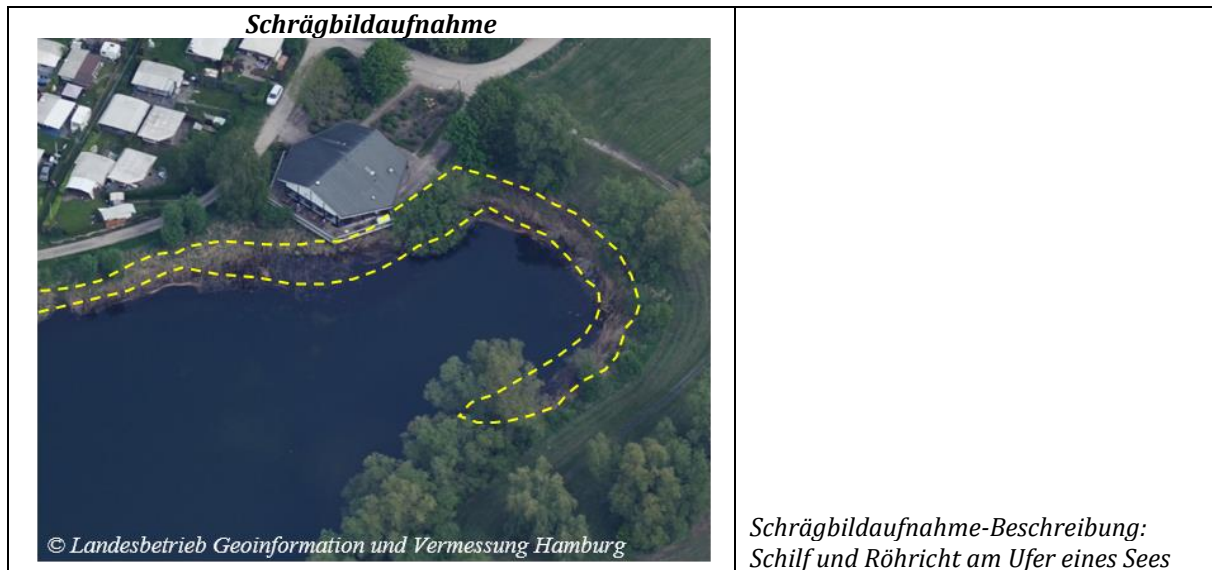 Schrägbildaufnahme
© Landesbetrieb Geoinformation und Vermessung Hamburg
Schrägbildaufnahme-Beschreibung:
Schilf und Röhricht am Ufer eines Sees